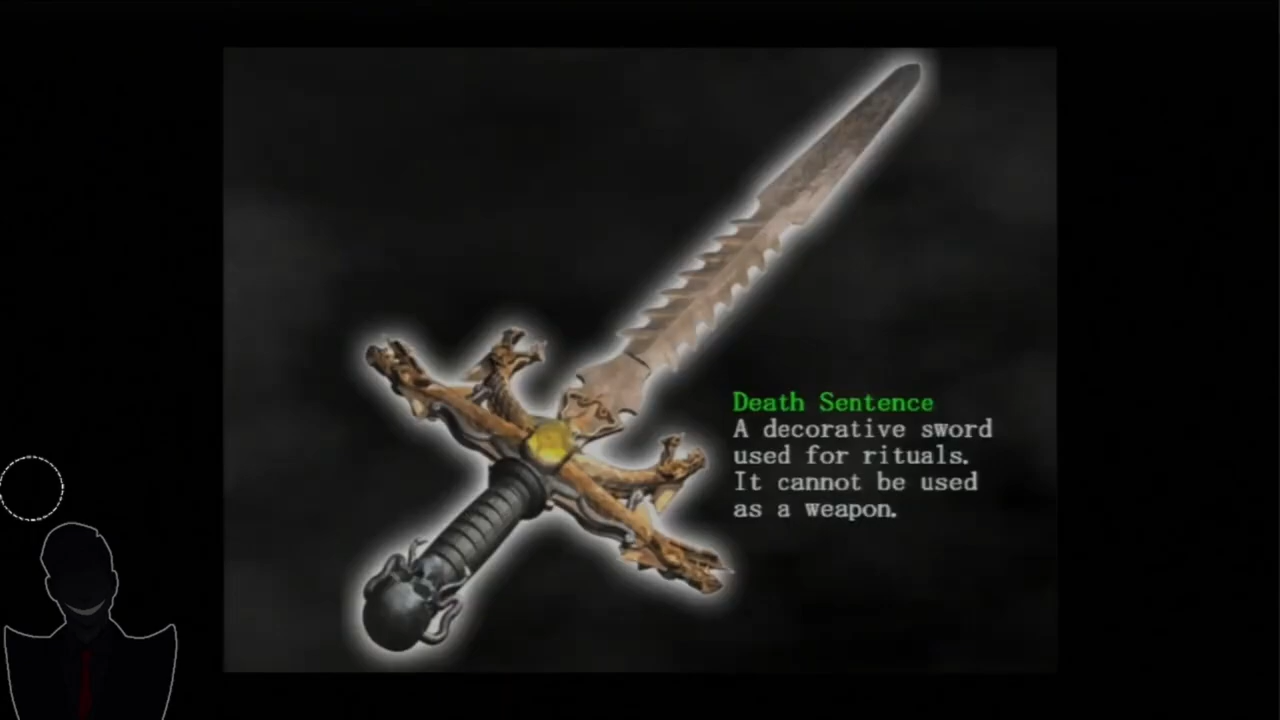 Death Sentence
A decorative sword
used for rituals.
It cannot be used
as a weapon.